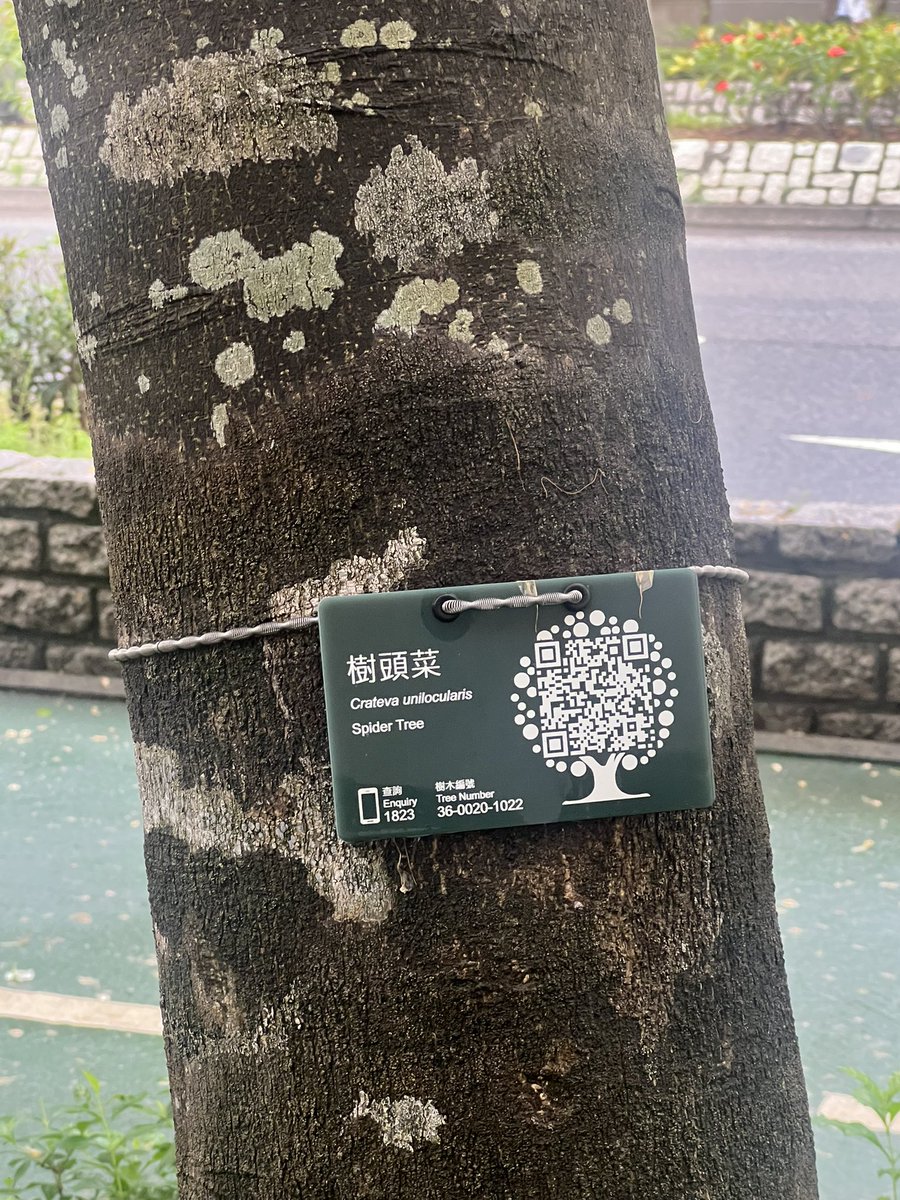 樹頭菜
Crateva unilocularis
Spider Tree
查詢
Enquiry
1823
樹木編號
Tree Number
36-0020-1022